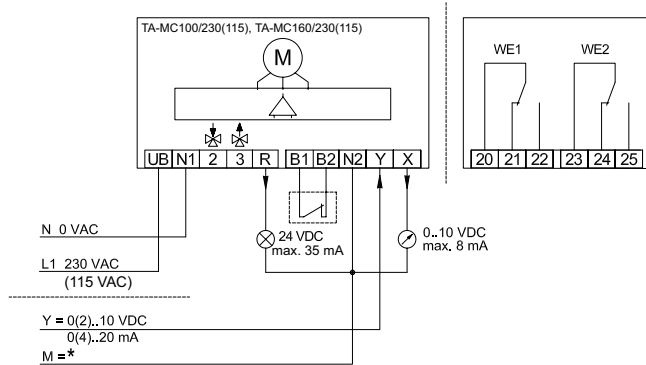 TA-MC100/230(115), TA-MC160/230(115)
M
WE1 WE2
UB N1 2 3 R B1 B2 N2 Y X
20 21 22 23 24 25
N 0 VAC
24 VDC
max. 35 mA
0..10 VDC
max. 8 mA
L1 230 VAC
(115 VAC)
Y = 0(2)..10 VDC
0(4)..20 mA
M =*